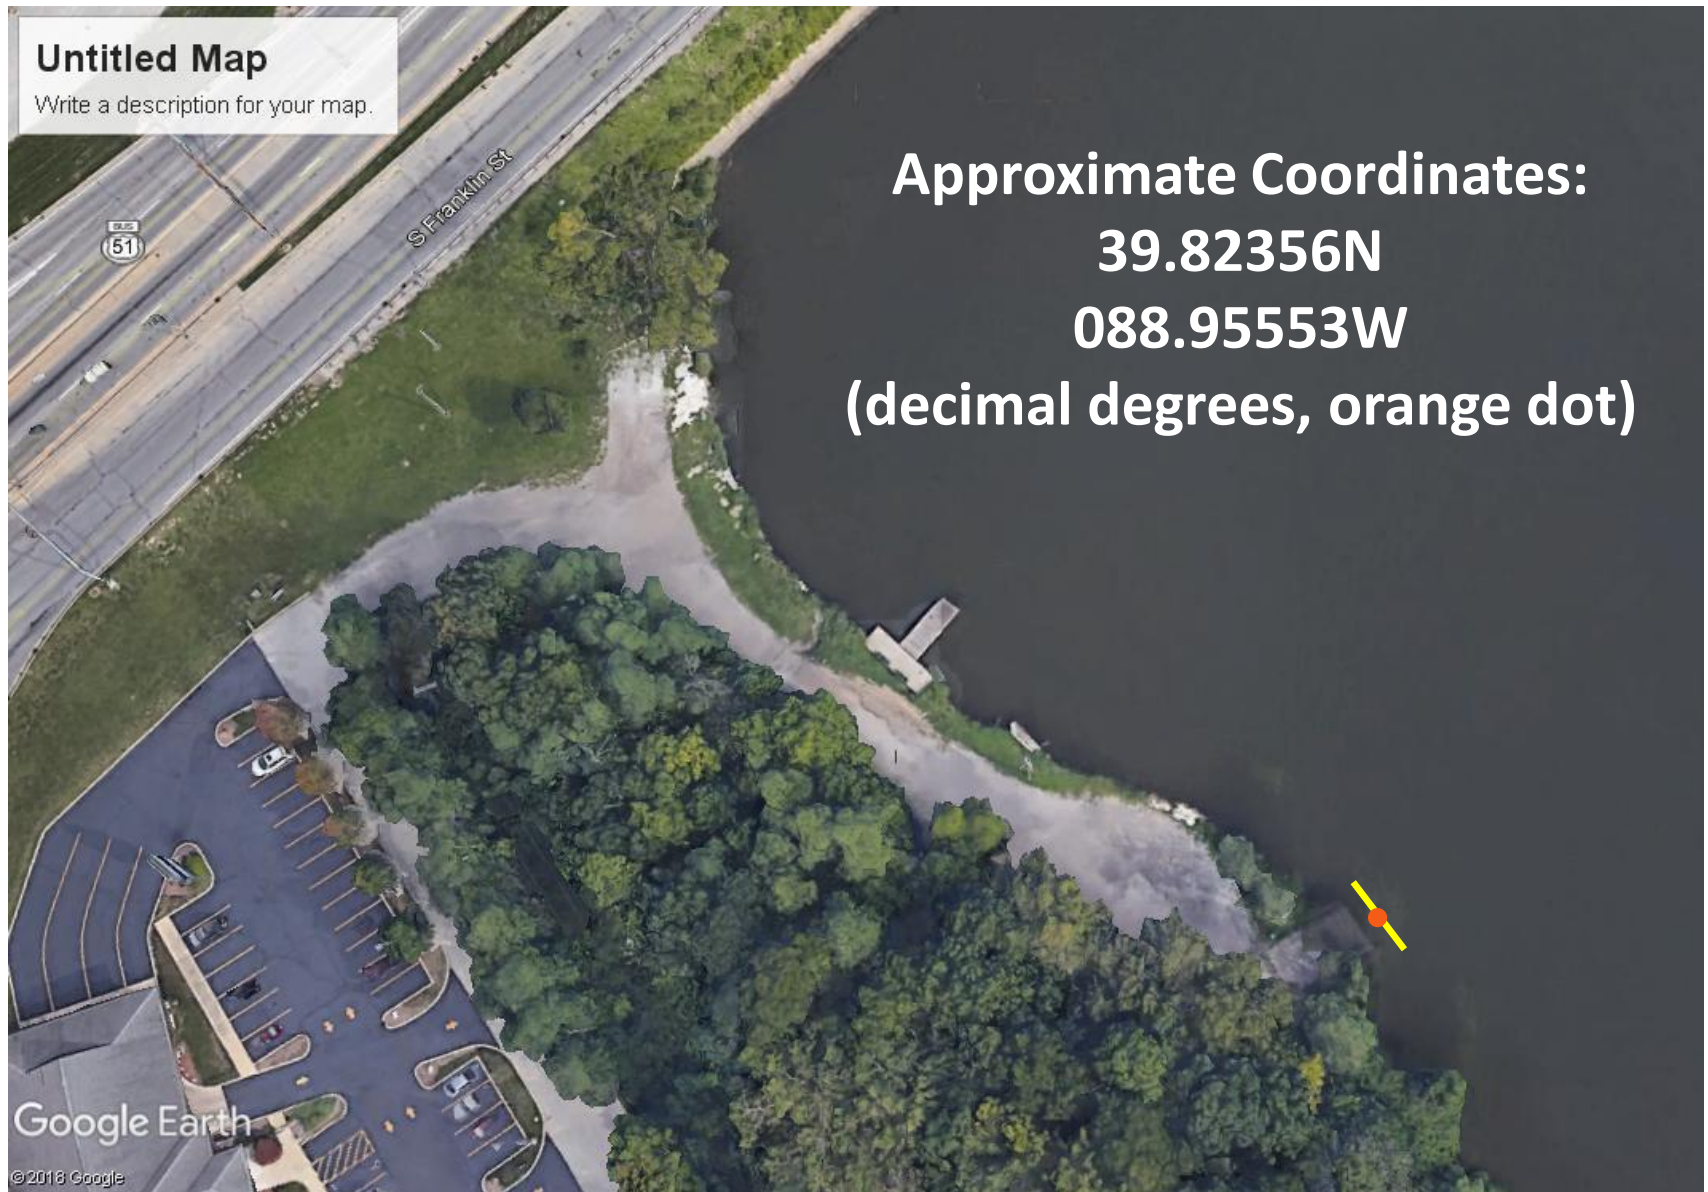 Untitled Map
Write a description for your map.
S Franklin St
BUS
51
Approximate Coordinates:
39.82356N
088.95553W
(decimal degrees, orange dot)
Google Earth
©2018 Google